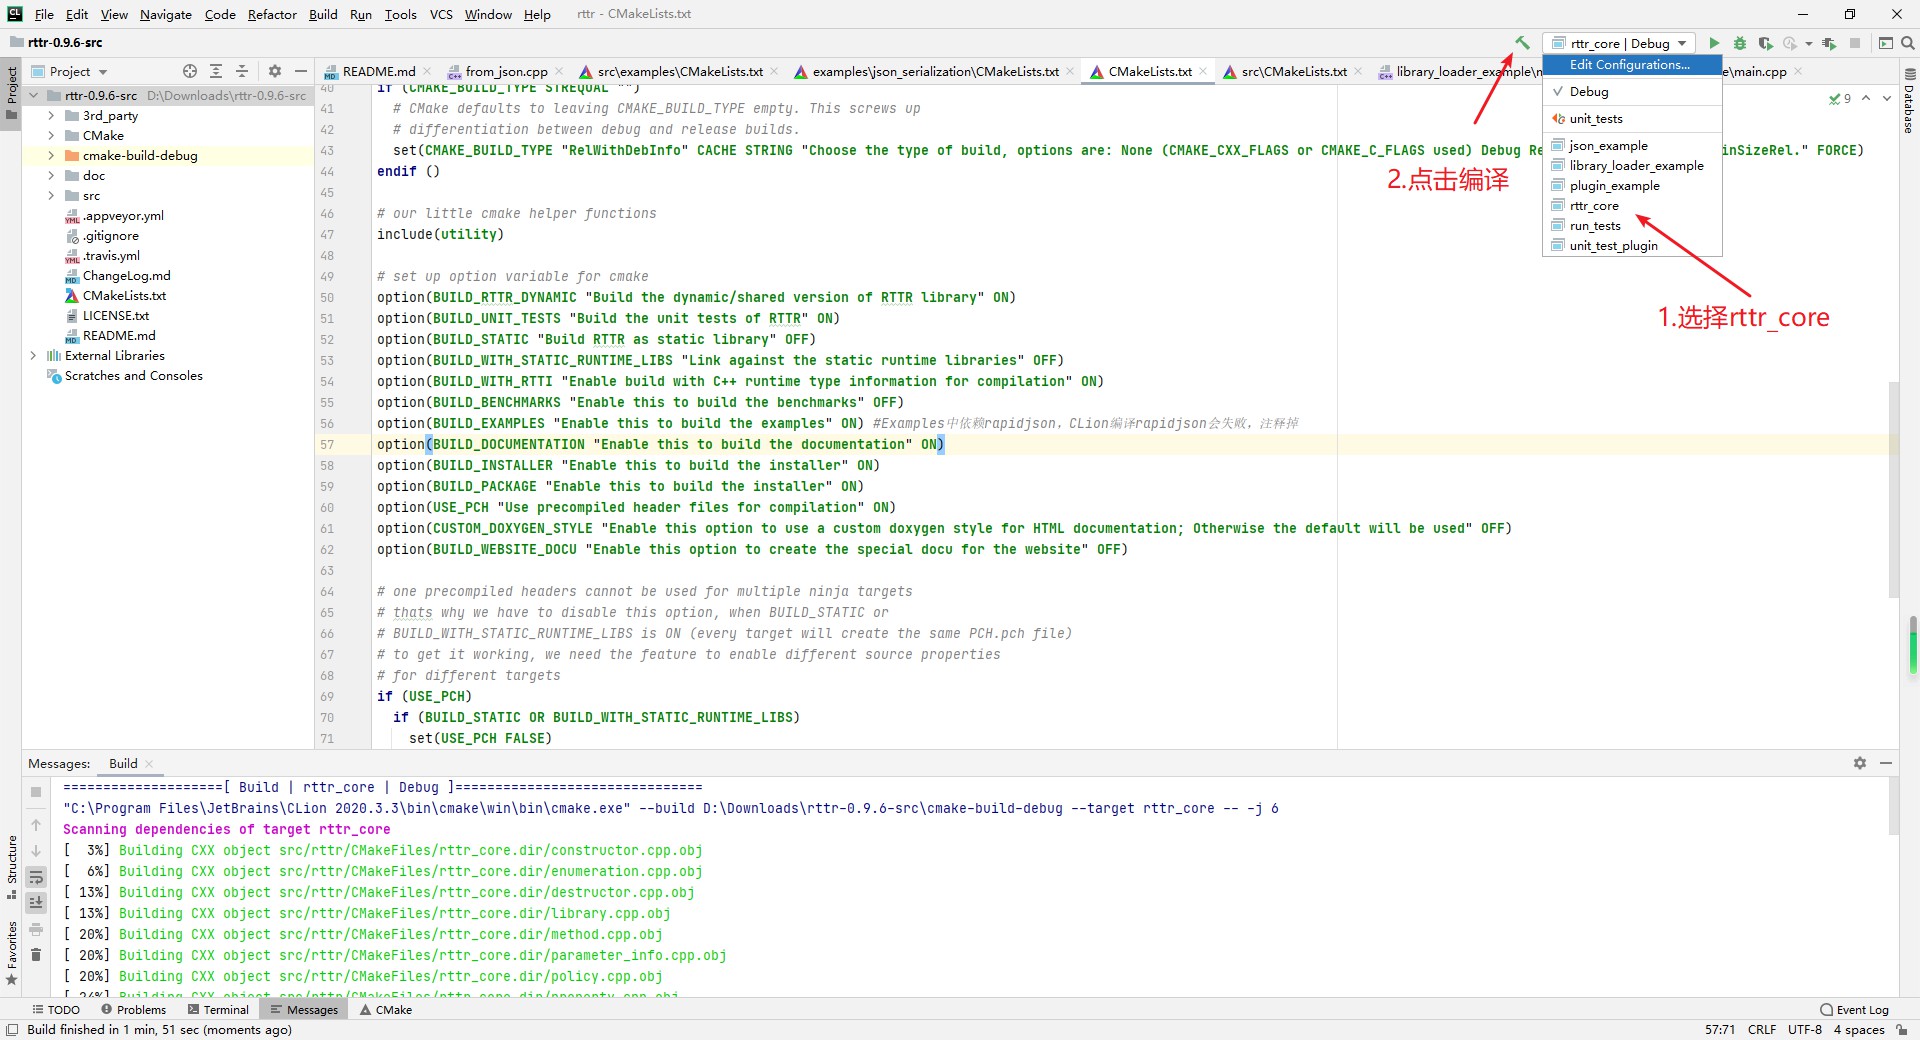 CL File Edit View Navigate Code Refactor Build Run Tools VCS Window Help rttr - CMakeLists.txt
rttr-0.9.6-src
rttr_core | Debug
Project
Project
README.md
from_json.cpp
src\examples\CMakeLists.txt
examples\json_serialization\CMakeLists.txt
CMakeLists.txt
src\CMakeLists.txt
library_loader_example\m
e\main.cpp
Database
Edit Configurations...
Debug
unit_tests
json_example
library_loader_example
plugin_example
rttr_core
run_tests
unit_test_plugin
2.点击编译
1.选择rttr_core
9
rttr-0.9.6-src D:\Downloads\rttr-0.9.6-src
3rd_party
CMake
cmake-build-debug
doc
src
.appveyor.yml
.gitignore
.travis.yml
ChangeLog.md
CMakeLists.txt
LICENSE.txt
README.md
External Libraries
Scratches and Consoles
40 if (CMAKE_BUILD_TYPE STREQUAL "")
41 # CMake defaults to leaving CMAKE_BUILD_TYPE empty. This screws up
42 # differentiation between debug and release builds.
43 set(CMAKE_BUILD_TYPE "RelWithDebInfo" CACHE STRING "Choose the type of build, options are: None (CMAKE_CXX_FLAGS or CMAKE_C_FLAGS used) Debug Re inSizeRel." FORCE)
44 endif ()
45
46 # our little cmake helper functions
47 include(utility)
48
49 # set up option variable for cmake
50 option(BUILD_RTTR_DYNAMIC "Build the dynamic/shared version of RTTR library" ON)
51 option(BUILD_UNIT_TESTS "Build the unit tests of RTTR" ON)
52 option(BUILD_STATIC "Build RTTR as static library" OFF)
53 option(BUILD_WITH_STATIC_RUNTIME_LIBS "Link against the static runtime libraries" OFF)
54 option(BUILD_WITH_RTTI "Enable build with C++ runtime type information for compilation" ON)
55 option(BUILD_BENCHMARKS "Enable this to build the benchmarks" OFF)
56 option(BUILD_EXAMPLES "Enable this to build the examples" ON) #Examples中依赖rapidjson，CLion编译rapidjson会失败，注释掉
57 option(BUILD_DOCUMENTATION "Enable this to build the documentation" ON)
58 option(BUILD_INSTALLER "Enable this to build the installer" ON)
59 option(BUILD_PACKAGE "Enable this to build the installer" ON)
60 option(USE_PCH "Use precompiled header files for compilation" ON)
61 option(CUSTOM_DOXYGEN_STYLE "Enable this option to use a custom doxygen style for HTML documentation; Otherwise the default will be used" OFF)
62 option(BUILD_WEBSITE_DOCU "Enable this option to create the special docu for the website" OFF)
63
64 # one precompiled headers cannot be used for multiple ninja targets
65 # thats why we have to disable this option, when BUILD_STATIC or
66 # BUILD_WITH_STATIC_RUNTIME_LIBS is ON (every target will create the same PCH.pch file)
67 # to get it working, we need the feature to enable different source properties
68 # for different targets
69 if (USE_PCH)
70 if (BUILD_STATIC OR BUILD_WITH_STATIC_RUNTIME_LIBS)
71 set(USE_PCH FALSE)
Messages: Build
====================[ Build | rttr_core | Debug ]===============================
"C:\Program Files\JetBrains\CLion 2020.3.3\bin\cmake\win\bin\cmake.exe" --build D:\Downloads\rttr-0.9.6-src\cmake-build-debug --target rttr_core -- -j 6
Scanning dependencies of target rttr_core
[  3%] Building CXX object src/rttr/CMakeFiles/rttr_core.dir/constructor.cpp.obj
[  6%] Building CXX object src/rttr/CMakeFiles/rttr_core.dir/enumeration.cpp.obj
[ 13%] Building CXX object src/rttr/CMakeFiles/rttr_core.dir/destructor.cpp.obj
[ 13%] Building CXX object src/rttr/CMakeFiles/rttr_core.dir/library.cpp.obj
[ 20%] Building CXX object src/rttr/CMakeFiles/rttr_core.dir/method.cpp.obj
[ 20%] Building CXX object src/rttr/CMakeFiles/rttr_core.dir/parameter_info.cpp.obj
[ 20%] Building CXX object src/rttr/CMakeFiles/rttr_core.dir/policy.cpp.obj
[ 26%] Building CXX object src/rttr/CMakeFiles/rttr_core.dir/property.cpp.obj
Structure
Favorites
TODO Problems Terminal Messages CMake Event Log
Build finished in 1 min, 51 sec (moments ago) 57:71 CRLF UTF-8 4 spaces